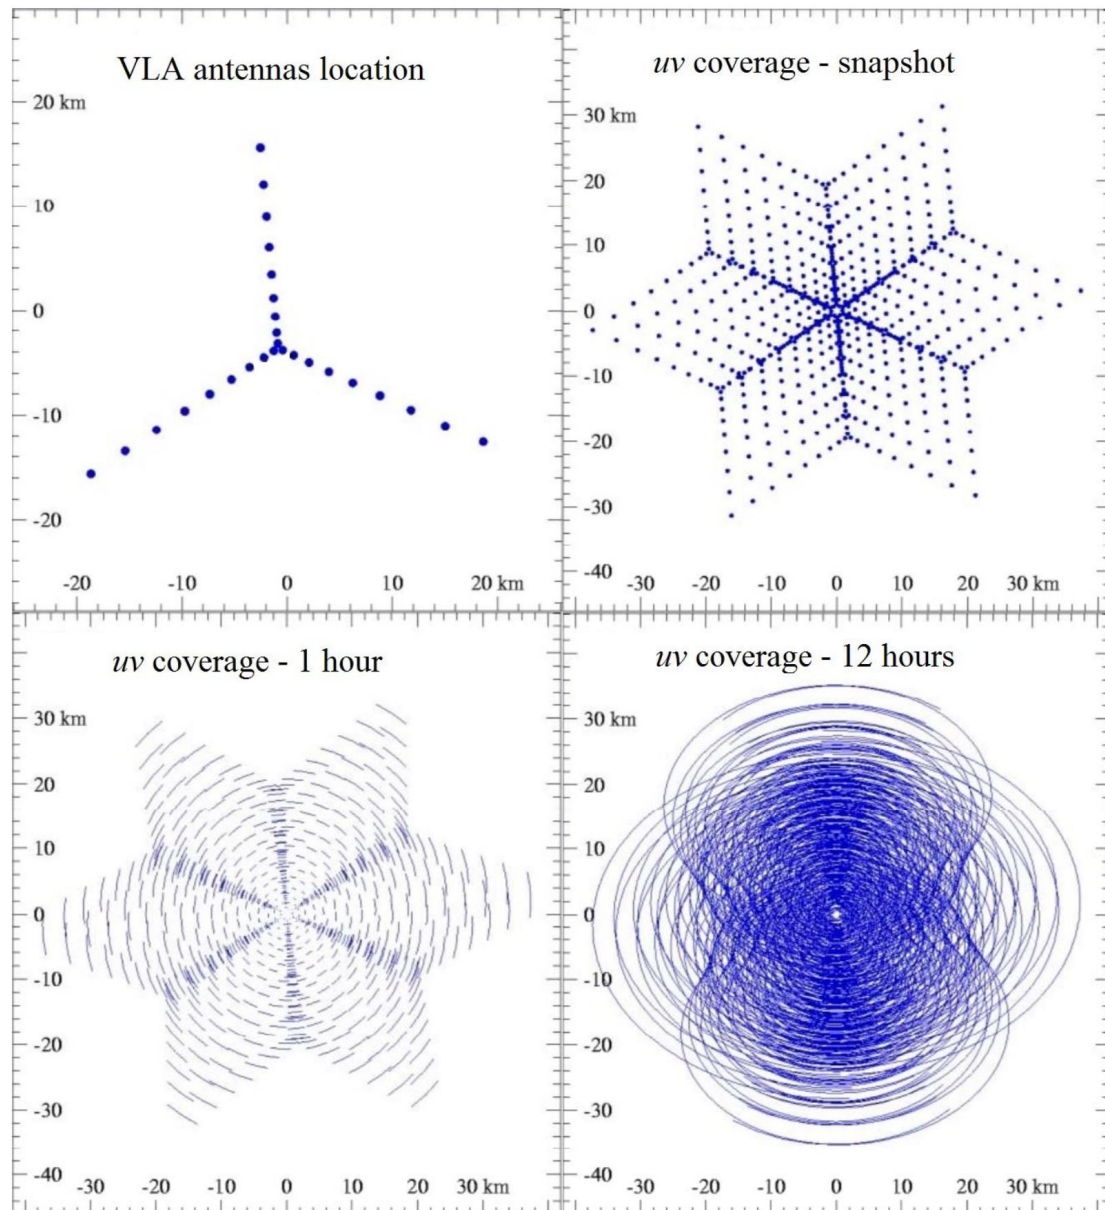 VLA antennas location
20 km
10
0
-10
-20
-20 -10 0 10 20 km
uv coverage - snapshot
30 km
20
10
0
-10
-20
-30
-40
-30 -20 -10 0 10 20 30 km
uv coverage - 1 hour
30 km
20
10
0
-10
-20
-30
-40
-30 -20 -10 0 10 20 30 km
uv coverage - 12 hours
30 km
20
10
0
-10
-20
-30
-40
-30 -20 -10 0 10 20 30 km